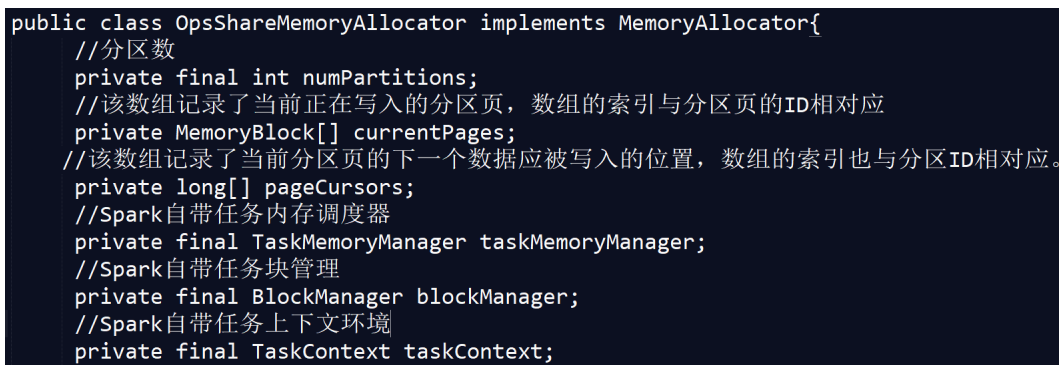 public class OpsShareMemoryAllocator implements MemoryAllocator{
//分区数
private final int numPartitions;
//该数组记录了当前正在写入的分区页，数组的索引与分区页的ID相对应
private MemoryBlock[] currentPages;
//该数组记录了当前分区页的下一个数据应被写入的位置，数组的索引也与分区ID相对应。
private long[] pageCursors;
//Spark自带任务内存调度器
private final TaskMemoryManager taskMemoryManager;
//Spark自带任务块管理
private final BlockManager blockManager;
//Spark自带任务上下文环境
private final TaskContext taskContext;